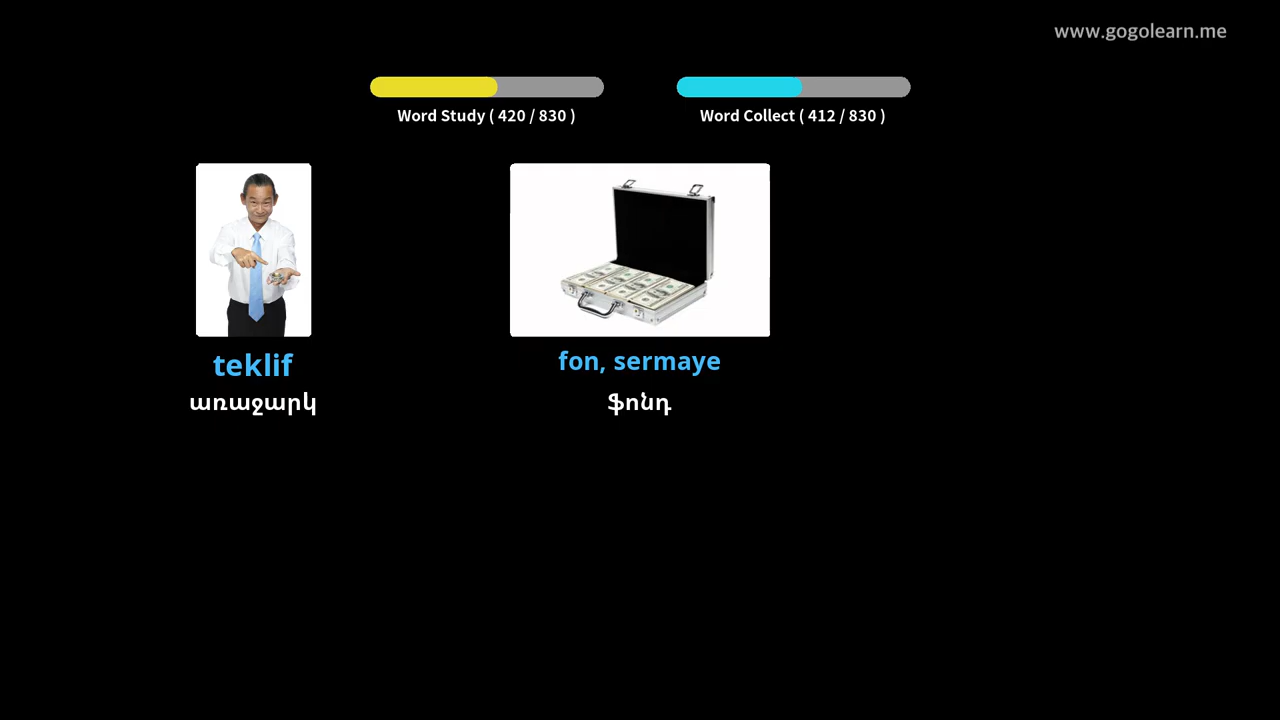 www.gogolearn.me
Word Study ( 420 / 830 )
Word Collect ( 412 / 830 )
teklif
առաջարկ
fon, sermaye
ֆոնդ